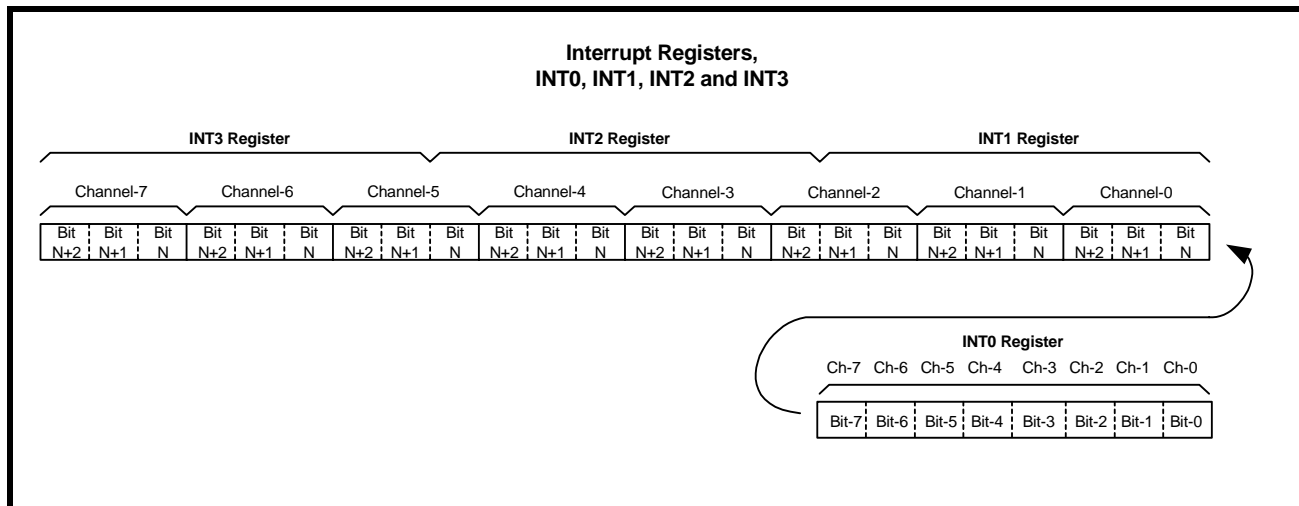 Interrupt Registers,
INT0, INT1, INT2 and INT3
INT3 Register INT2 Register INT1 Register
Channel-7 Channel-6 Channel-5 Channel-4 Channel-3 Channel-2 Channel-1 Channel-0
Bit Bit Bit Bit Bit Bit Bit Bit Bit Bit Bit Bit Bit Bit Bit Bit Bit Bit Bit Bit Bit Bit Bit Bit
N+2 N+1 N N+2 N+1 N N+2 N+1 N N+2 N+1 N N+2 N+1 N N+2 N+1 N N+2 N+1 N N+2 N+1 N
INT0 Register
Ch-7 Ch-6 Ch-5 Ch-4 Ch-3 Ch-2 Ch-1 Ch-0
Bit-7 Bit-6 Bit-5 Bit-4 Bit-3 Bit-2 Bit-1 Bit-0